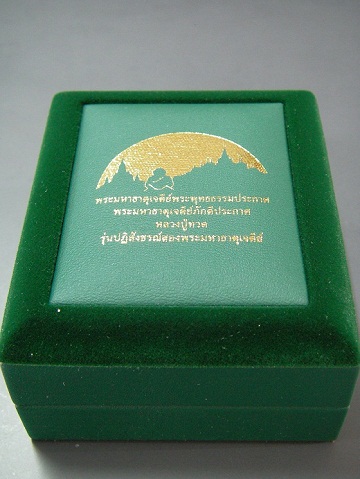 พระมหาธาตุเจดีย์พระพุทธธรรมประกาศ
พระมหาธาตุเจดีย์ภักดีประกาศ
หลวงปู่ทวด
รุ่นปฏิสังขรณ์สองพระมหาธาตุเจดีย์